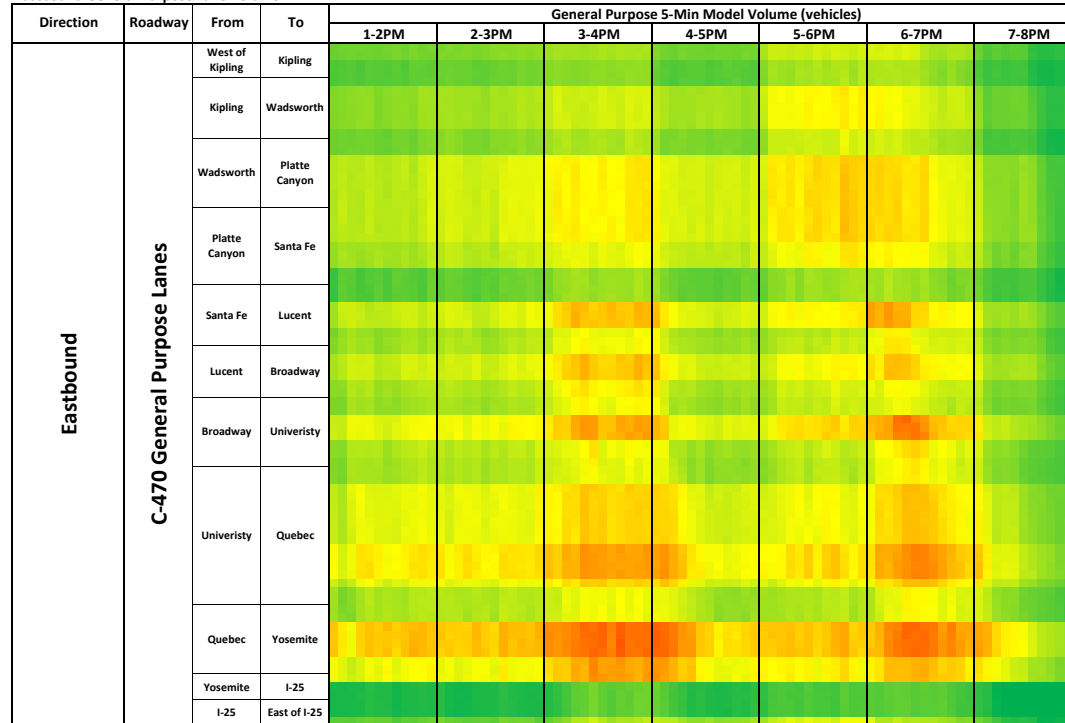 General Purpose 5-Min Model Volume (vehicles)
Direction Roadway From To
1-2PM 2-3PM 3-4PM 4-5PM 5-6PM 6-7PM 7-8PM
Eastbound
C-470 General Purpose Lanes
West of
Kipling
Kipling
Kipling
Wadsworth
Wadsworth
Platte
Canyon
Platte
Canyon
Santa Fe
Santa Fe
Lucent
Lucent
Broadway
Broadway
Univeristy
Univeristy
Quebec
Quebec
Yosemite
Yosemite
I-25
I-25
East of I-25